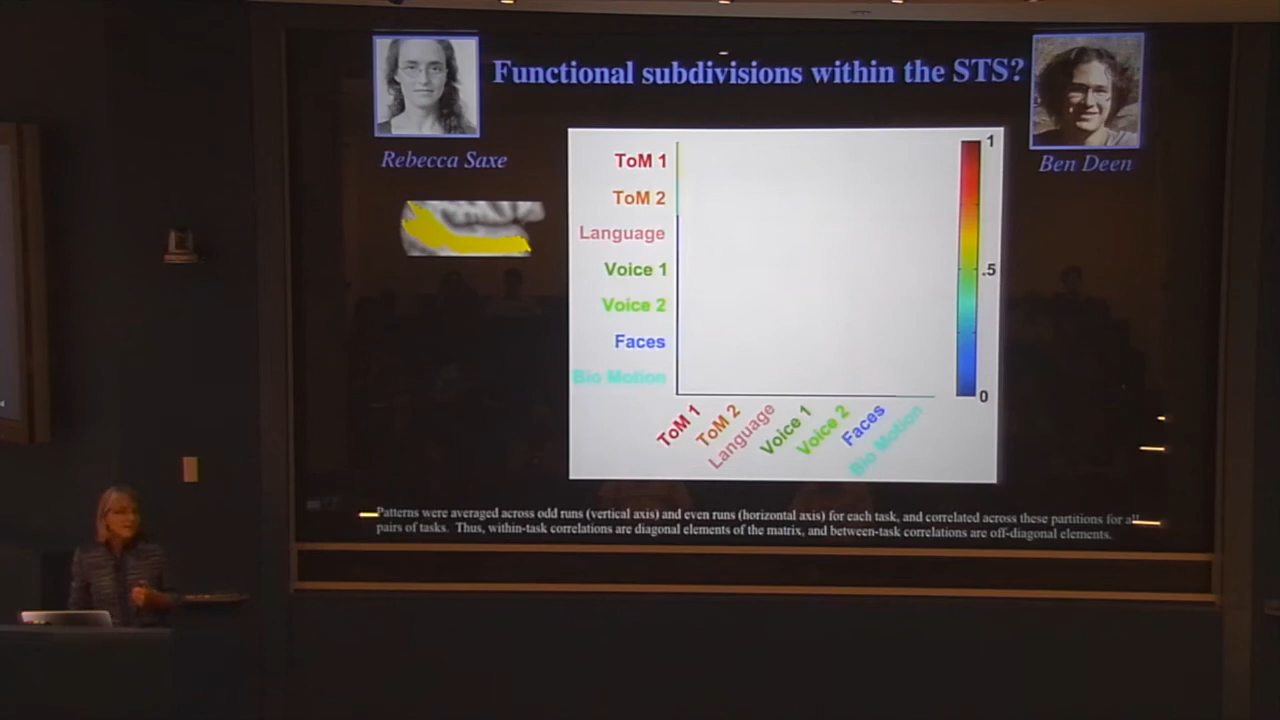 Functional subdivisions within the STS?
Rebecca Saxe
Ben Deen
ToM 1
ToM 2
Language
Voice 1
Voice 2
Faces
Bio Motion
ToM 1
ToM 2
Language
Voice 1
Voice 2
Faces
Bio Motion
1
.5
0
Patterns were averaged across odd runs (vertical axis) and even runs (horizontal axis) for each task, and correlated across these partitions for all
pairs of tasks. Thus, within-task correlations are diagonal elements of the matrix, and between-task correlations are off-diagonal elements.